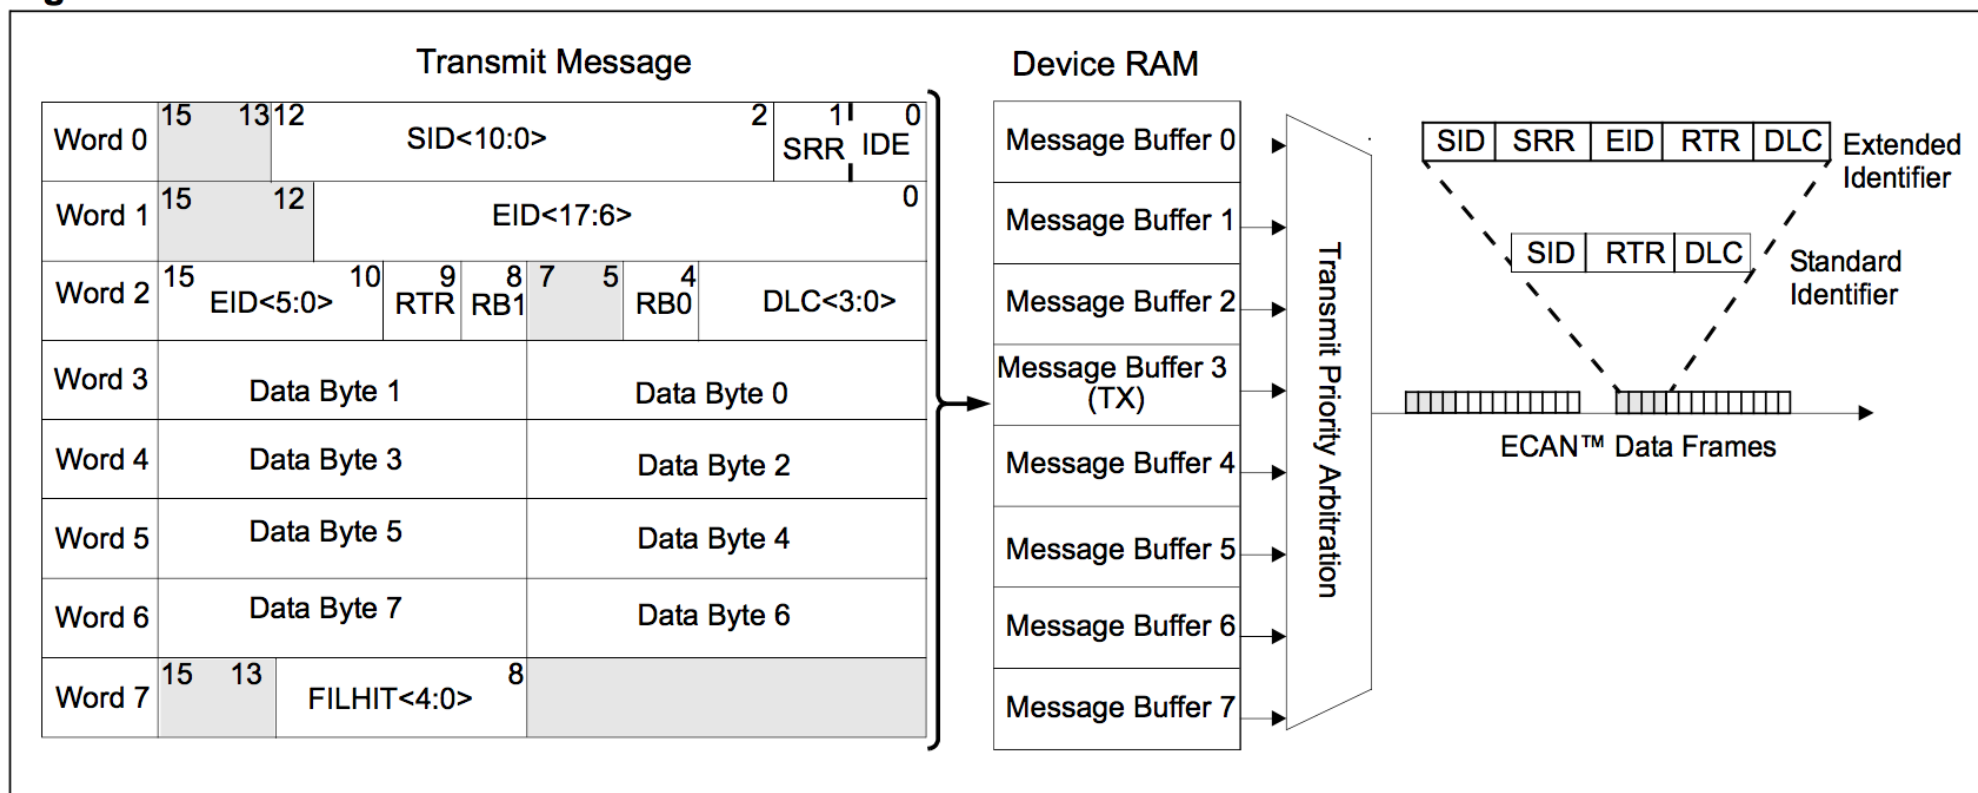 Transmit Message
Device RAM
Word 0 15 13 12 SID<10:0> 2 1 SRR 0 IDE
Word 1 15 12 EID<17:6> 0
Word 2 15 EID<5:0> 10 9 RTR 8 RB1 7 5 4 RB0 DLC<3:0>
Word 3 Data Byte 1 Data Byte 0
Word 4 Data Byte 3 Data Byte 2
Word 5 Data Byte 5 Data Byte 4
Word 6 Data Byte 7 Data Byte 6
Word 7 15 13 FILHIT<4:0> 8
Message Buffer 0
Message Buffer 1
Message Buffer 2
Message Buffer 3
(TX)
Message Buffer 4
Message Buffer 5
Message Buffer 6
Message Buffer 7
Transmit Priority Arbitration
SID SRR EID RTR DLC
Extended
Identifier
SID RTR DLC
Standard
Identifier
ECAN™ Data Frames